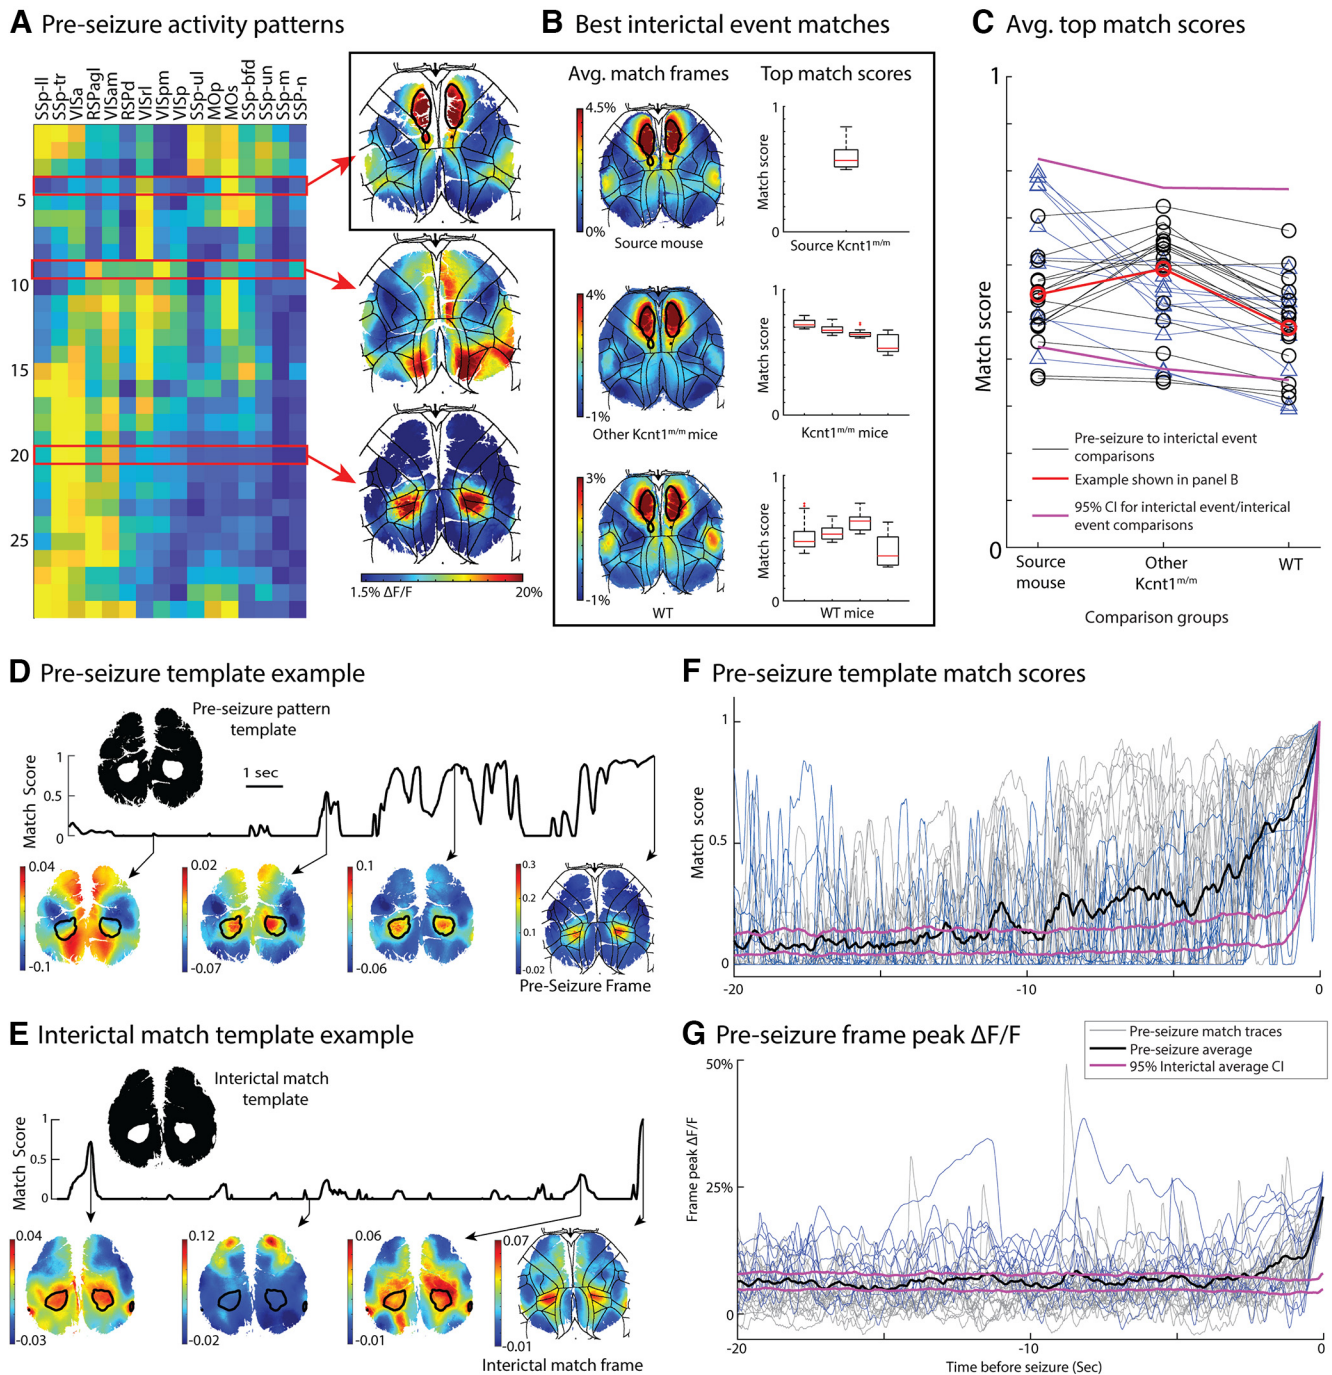 A Pre-seizure activity patterns
SSp-ll
SSp-tr
VISa
RSPagl
VISam
RSPd
VISrl
VISpm
VISp
SSp-ul
MOp
MOs
SSp-bfd
SSp-un
SSp-m
SSP-n
5
10
15
20
25
1.5% ΔF/F 20%
B Best interictal event matches
Avg. match frames
Top match scores
4.5%
0%
Source mouse
1
Match score
0
Source Kcnt1m/m
4%
-1%
Other Kcnt1m/m mice
1
Match score
0
Kcnt1m/m mice
3%
-1%
WT
1
Match score
0
WT mice
C Avg. top match scores
1
Match score
0
Pre-seizure to interictal event
comparisons
Example shown in panel B
95% CI for interictal event/interical
event comparisons
Source
mouse
Other
Kcnt1m/m
WT
Comparison groups
D Pre-seizure template example
Pre-seizure pattern
template
1 sec
Match Score
1
0.5
0
0.04
-0.1
0.02
-0.07
0.1
-0.06
0.3
0.2
0.1
-0.02
Pre-Seizure Frame
E Interictal match template example
Interictal match
template
Match Score
1
0.5
0
0.04
-0.03
0.12
-0.02
0.06
-0.01
0.07
-0.01
Interictal match frame
F Pre-seizure template match scores
Match score
1
0.5
0
-20 -10 0
G Pre-seizure frame peak ΔF/F
Pre-seizure match traces
Pre-seizure average
95% Interictal average CI
Frame peak ΔF/F
50%
25%
0
-20 -10 0
Time before seizure (Sec)